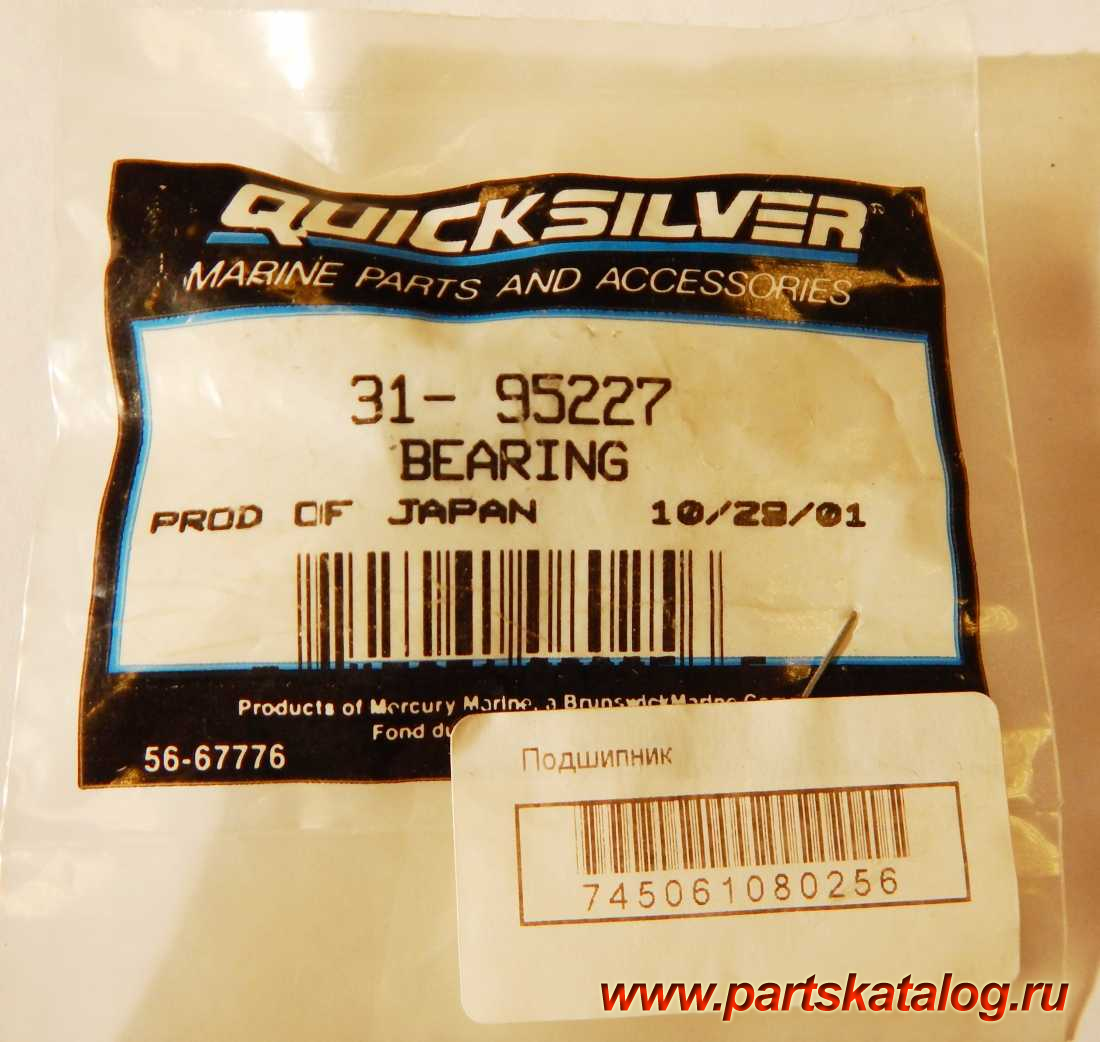 QUICKSILVER®
MARINE PARTS AND ACCESSORIES
31- 95227
BEARING
PROD OF JAPAN 10/29/01
Products of Mercury Marine, a Brunswick Marine
Fond du
56-67776
Подшипник
745061080256
www.partskatalog.ru